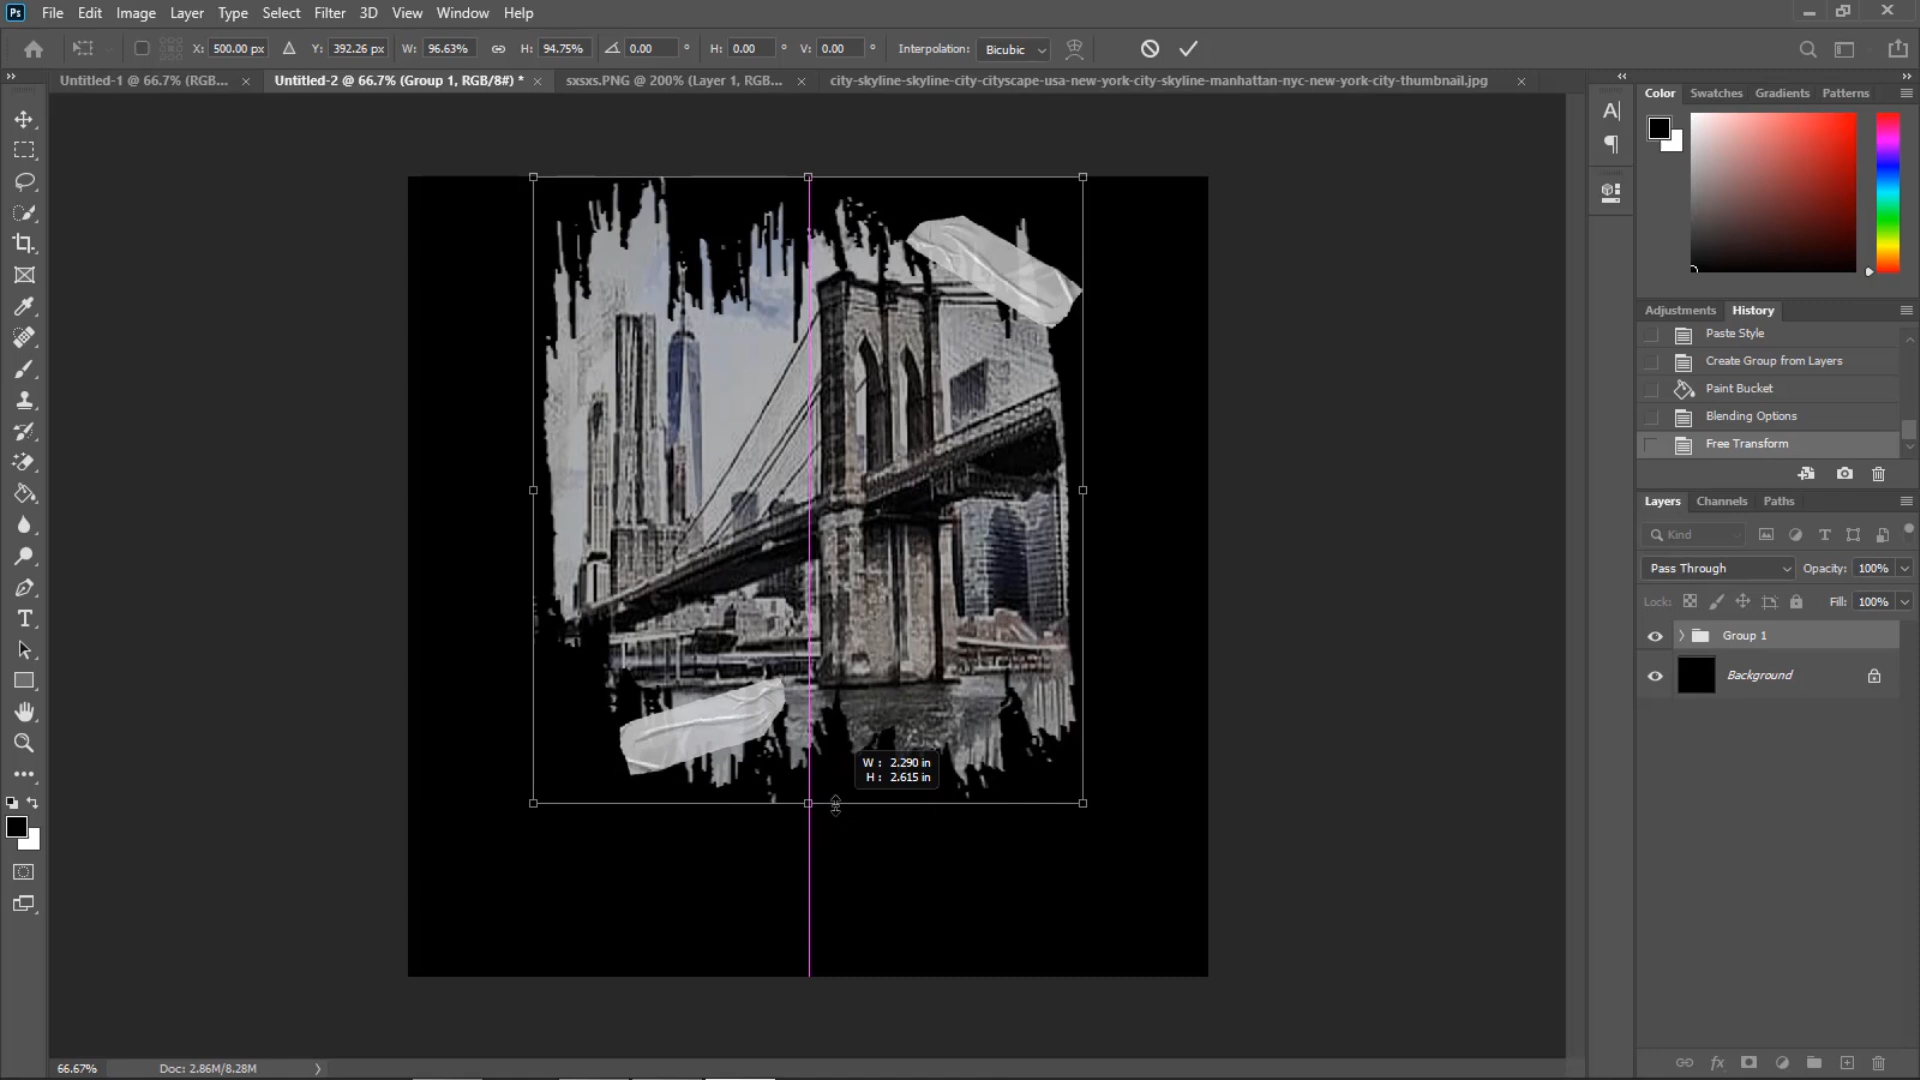 Ps File Edit Image Layer Type Select Filter 3D View Window Help
X: 500.00 px Y: 392.26 px W: 96.63% H: 94.75% 0.00 ° H: 0.00 ° V: 0.00 ° Interpolation: Bicubic
Untitled-1 @ 66.7% (RGB... × Untitled-2 @ 66.7% (Group 1, RGB/8#) * × sxsxs.PNG @ 200% (Layer 1, RGB... × city-skyline-skyline-city-cityscape-usa-new-york-city-skyline-manhattan-nyc-new-york-city-thumbnail.jpg ×
Color Swatches Gradients Patterns
Adjustments History
Paste Style
Create Group from Layers
Paint Bucket
Blending Options
Free Transform
Layers Channels Paths
Kind
Pass Through Opacity: 100%
Lock: Fill: 100%
Group 1
Background
W : 2.290 in
H : 2.615 in
66.67% Doc: 2.86M/8.28M